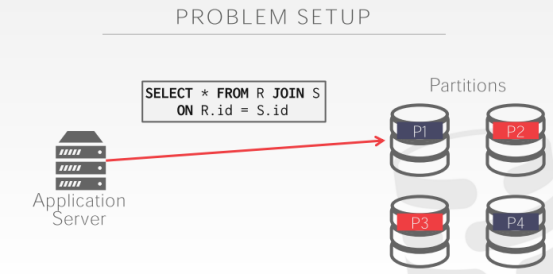 PROBLEM SETUP
SELECT * FROM R JOIN S
ON R.id = S.id
Partitions
P1
P2
Application
Server
P3
P4